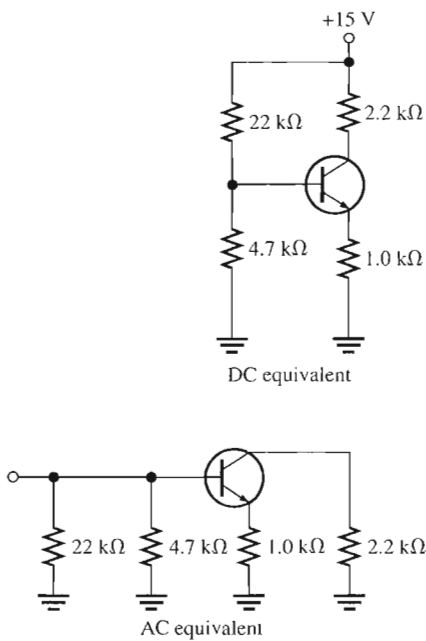 +15 V
22 kΩ
2.2 kΩ
4.7 kΩ
1.0 kΩ
DC equivalent
22 kΩ
4.7 kΩ
1.0 kΩ
2.2 kΩ
AC equivalent